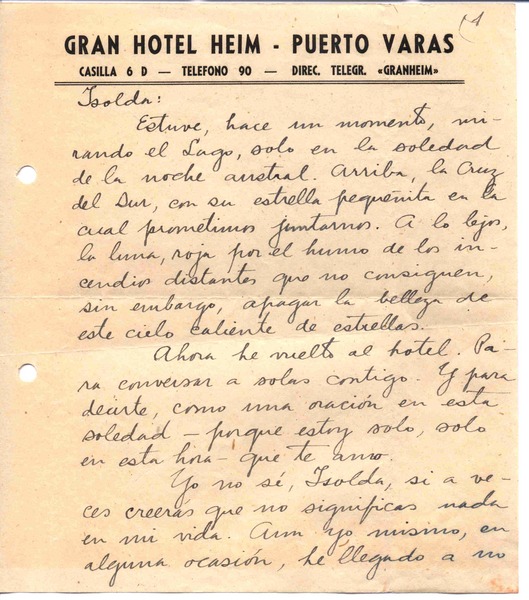 1
GRAN HOTEL HEIM - PUERTO VARAS
CASILLA 6 D — TELEFONO 90 — DIREC. TELEGR. «GRANHEIM»
Isolda:
Estuve, hace un momento, mi-
rando el Lago, solo en la soledad
de la noche austral. Arriba, la Cruz
del Sur, con su estrella pequeñita en la
cual prometimos juntarnos. A lo lejos,
la luna, roja por el humo de los in-
cendios distantes que no consiguen,
sin embargo, apagar la belleza de
este cielo caliente de estrellas.
Ahora he vuelto al hotel. Pa-
ra conversar a solas contigo. Y para
decirte, como una oración en esta
soledad - porque estoy solo, solo
en esta hora - que te amo.
Yo no sé, Isolda, si a ve-
ces creerás que no significas nada
en mi vida. Aun yo mismo, en
alguna ocasión, he llegado a no